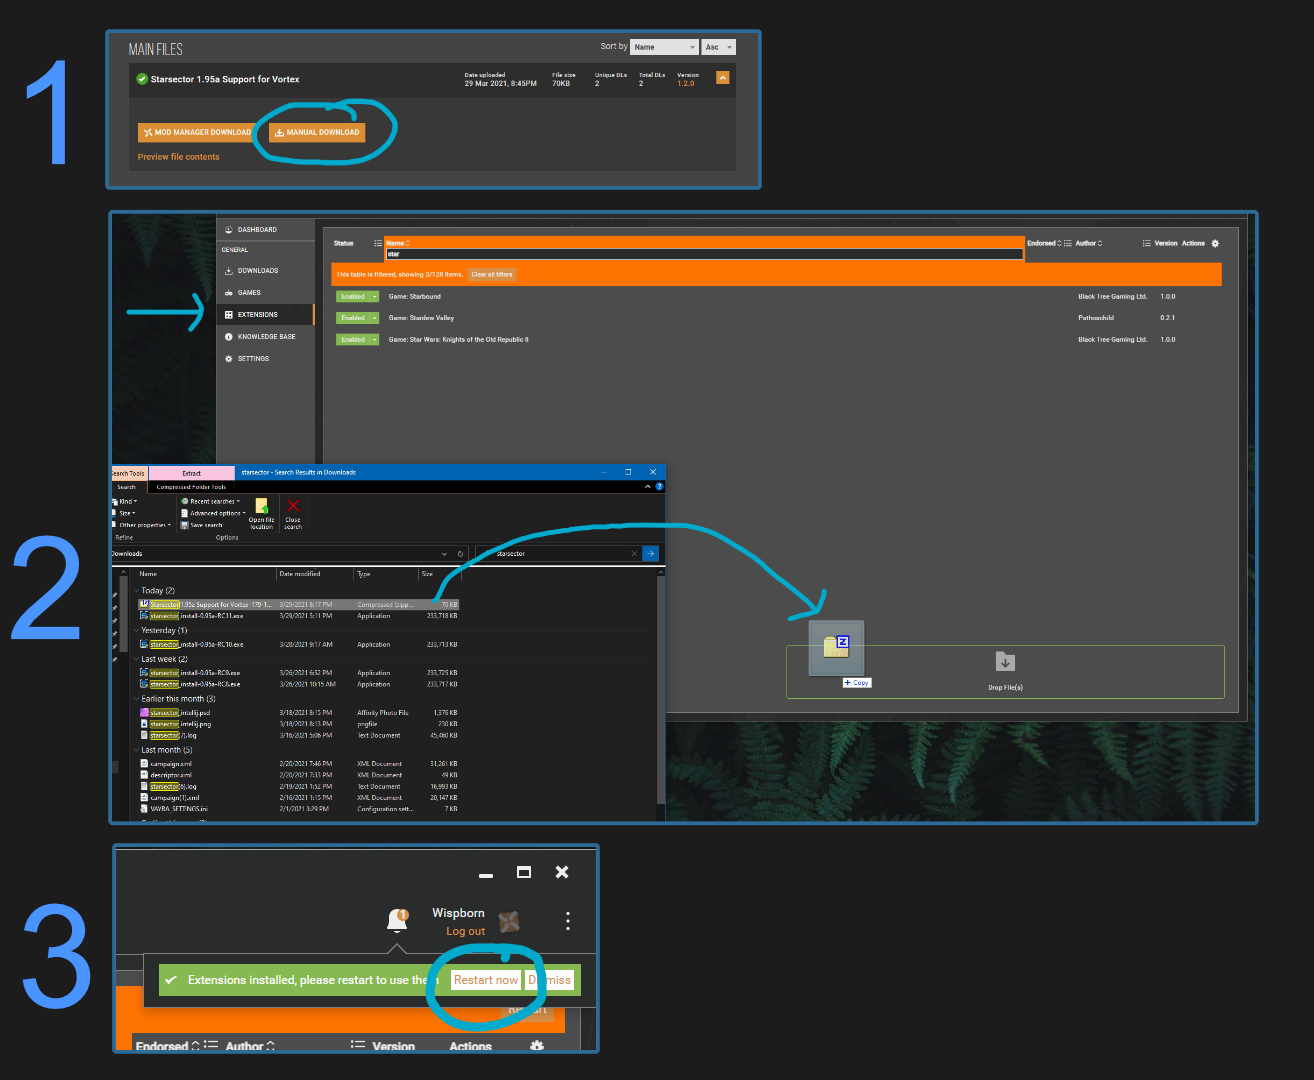 1
MAIN FILES
Sort by Name Asc
Starsector 1.95a Support for Vortex
Date uploaded File size Unique DLs Total DLs Version
29 Mar 2021, 8:45PM 70KB 2 2 1.2.0
MOD MANAGER DOWNLOAD MANUAL DOWNLOAD
Preview file contents
2
DASHBOARD
GENERAL
DOWNLOADS
GAMES
EXTENSIONS
KNOWLEDGE BASE
SETTINGS
Status Name Endorsed Author Version Actions
star
This table is filtered, showing 3/128 items. Clear all filters
Enabled Game: Starbound Black Tree Gaming Ltd. 1.0.0
Enabled Game: Stardew Valley Pathoschild 0.2.1
Enabled Game: Star Wars: Knights of the Old Republic II Black Tree Gaming Ltd. 1.0.0
Search Tools Extract starsector - Search Results in Downloads
Search Compressed Folder Tools
Kind Recent searches
Size Advanced options Open file location Close search
Other properties Save search
Refine Options
Downloads starsector
Name Date modified Type Size
Today (2)
Starsector 1.95a Support for Vortex-179-1... 3/29/2021 8:17 PM Compressed (zipp... 70 KB
starsector_install-0.95a-RC11.exe 3/29/2021 5:11 PM Application 233,718 KB
Yesterday (1)
starsector_install-0.95a-RC10.exe 3/28/2021 9:17 AM Application 233,713 KB
Last week (2)
starsector_install-0.95a-RC9.exe 3/26/2021 6:52 PM Application 233,725 KB
starsector_install-0.95a-RC8.exe 3/26/2021 10:15 AM Application 233,717 KB
Earlier this month (3)
starsector_intellij.psd 3/18/2021 8:15 PM Affinity Photo File 1,376 KB
starsector_intellij.png 3/18/2021 8:13 PM pngfile 230 KB
starsector(7).log 3/16/2021 5:06 PM Text Document 45,460 KB
Last month (5)
campaign.xml 2/20/2021 7:46 PM XML Document 31,261 KB
descriptor.xml 2/20/2021 7:33 PM XML Document 49 KB
starsector(6).log 2/19/2021 1:52 PM Text Document 16,993 KB
campaign(1).xml 2/16/2021 1:15 PM XML Document 20,147 KB
VAYRA_SETTINGS.ini 2/1/2021 3:29 PM Configuration sett... 7 KB
Z
+ Copy
Drop File(s)
3
1
Wispborn
Log out
Extensions installed, please restart to use them Restart now Dismiss
Restart
Endorsed Author Version Actions